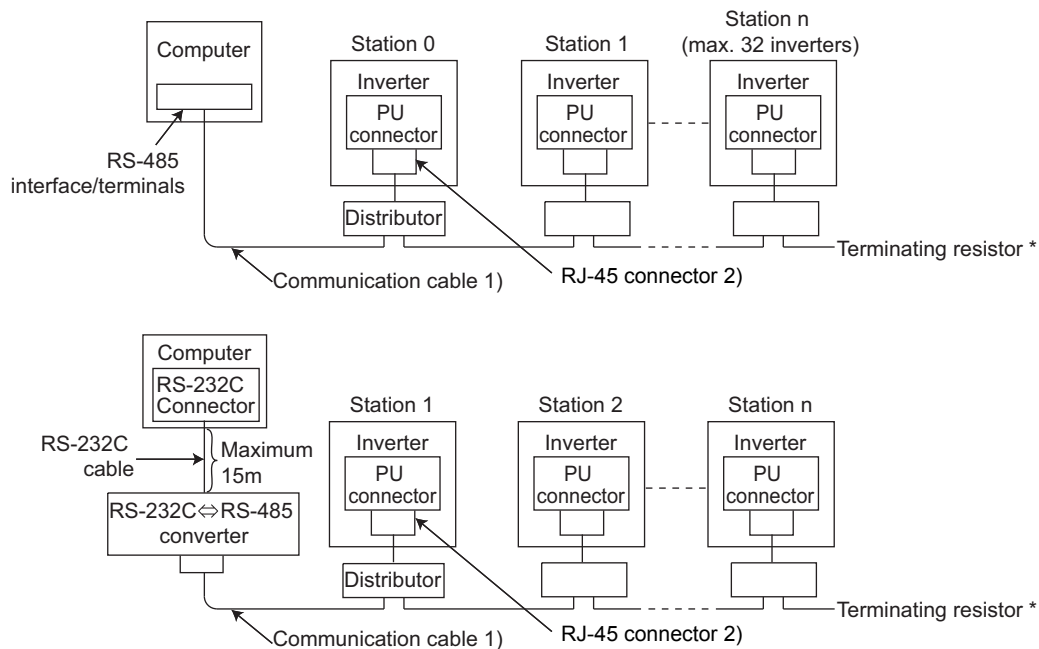 Station n
(max. 32 inverters)
Computer
Station 0
Station 1
Inverter
PU
connector
Inverter
PU
connector
Inverter
PU
connector
RS-485
interface/terminals
Distributor
Terminating resistor *
Communication cable 1)
RJ-45 connector 2)
Computer
RS-232C
Connector
Station 1
Station 2
Station n
RS-232C
cable
Maximum
15m
Inverter
PU
connector
Inverter
PU
connector
Inverter
PU
connector
RS-232C⇔RS-485
converter
Distributor
Terminating resistor *
Communication cable 1)
RJ-45 connector 2)